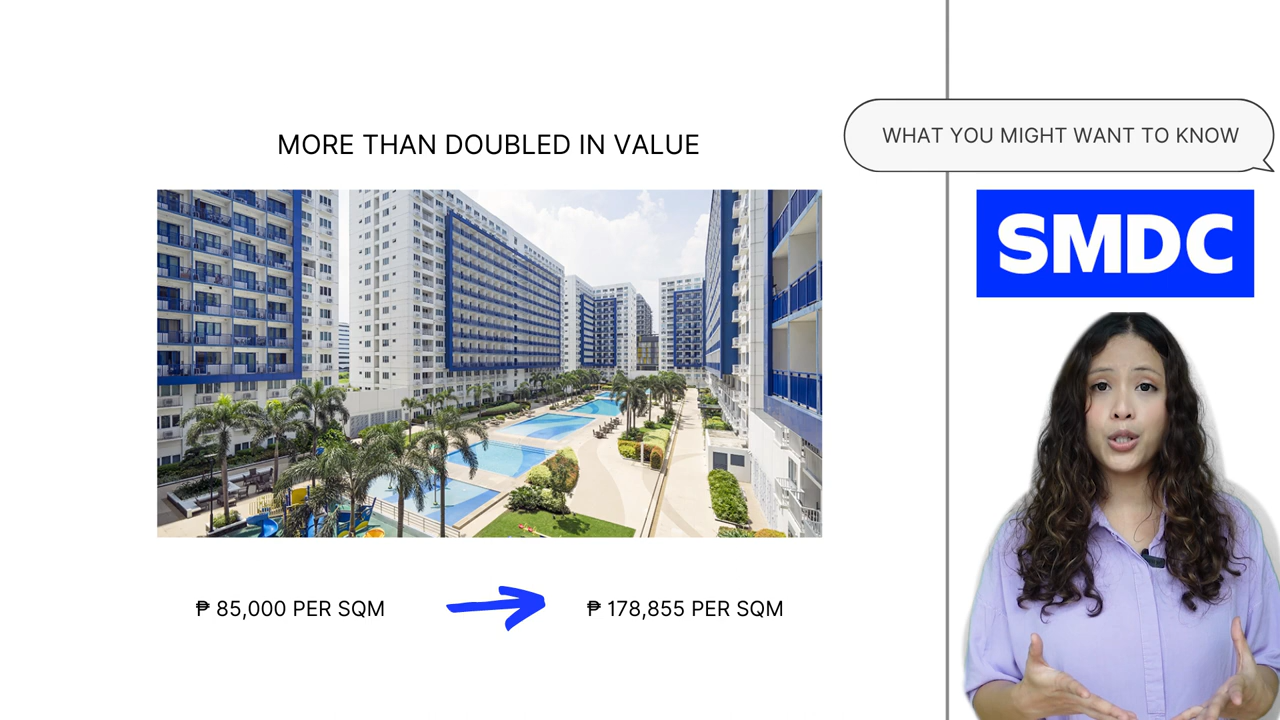 MORE THAN DOUBLED IN VALUE
₱ 85,000 PER SQM
₱ 178,855 PER SQM
WHAT YOU MIGHT WANT TO KNOW
SMDC